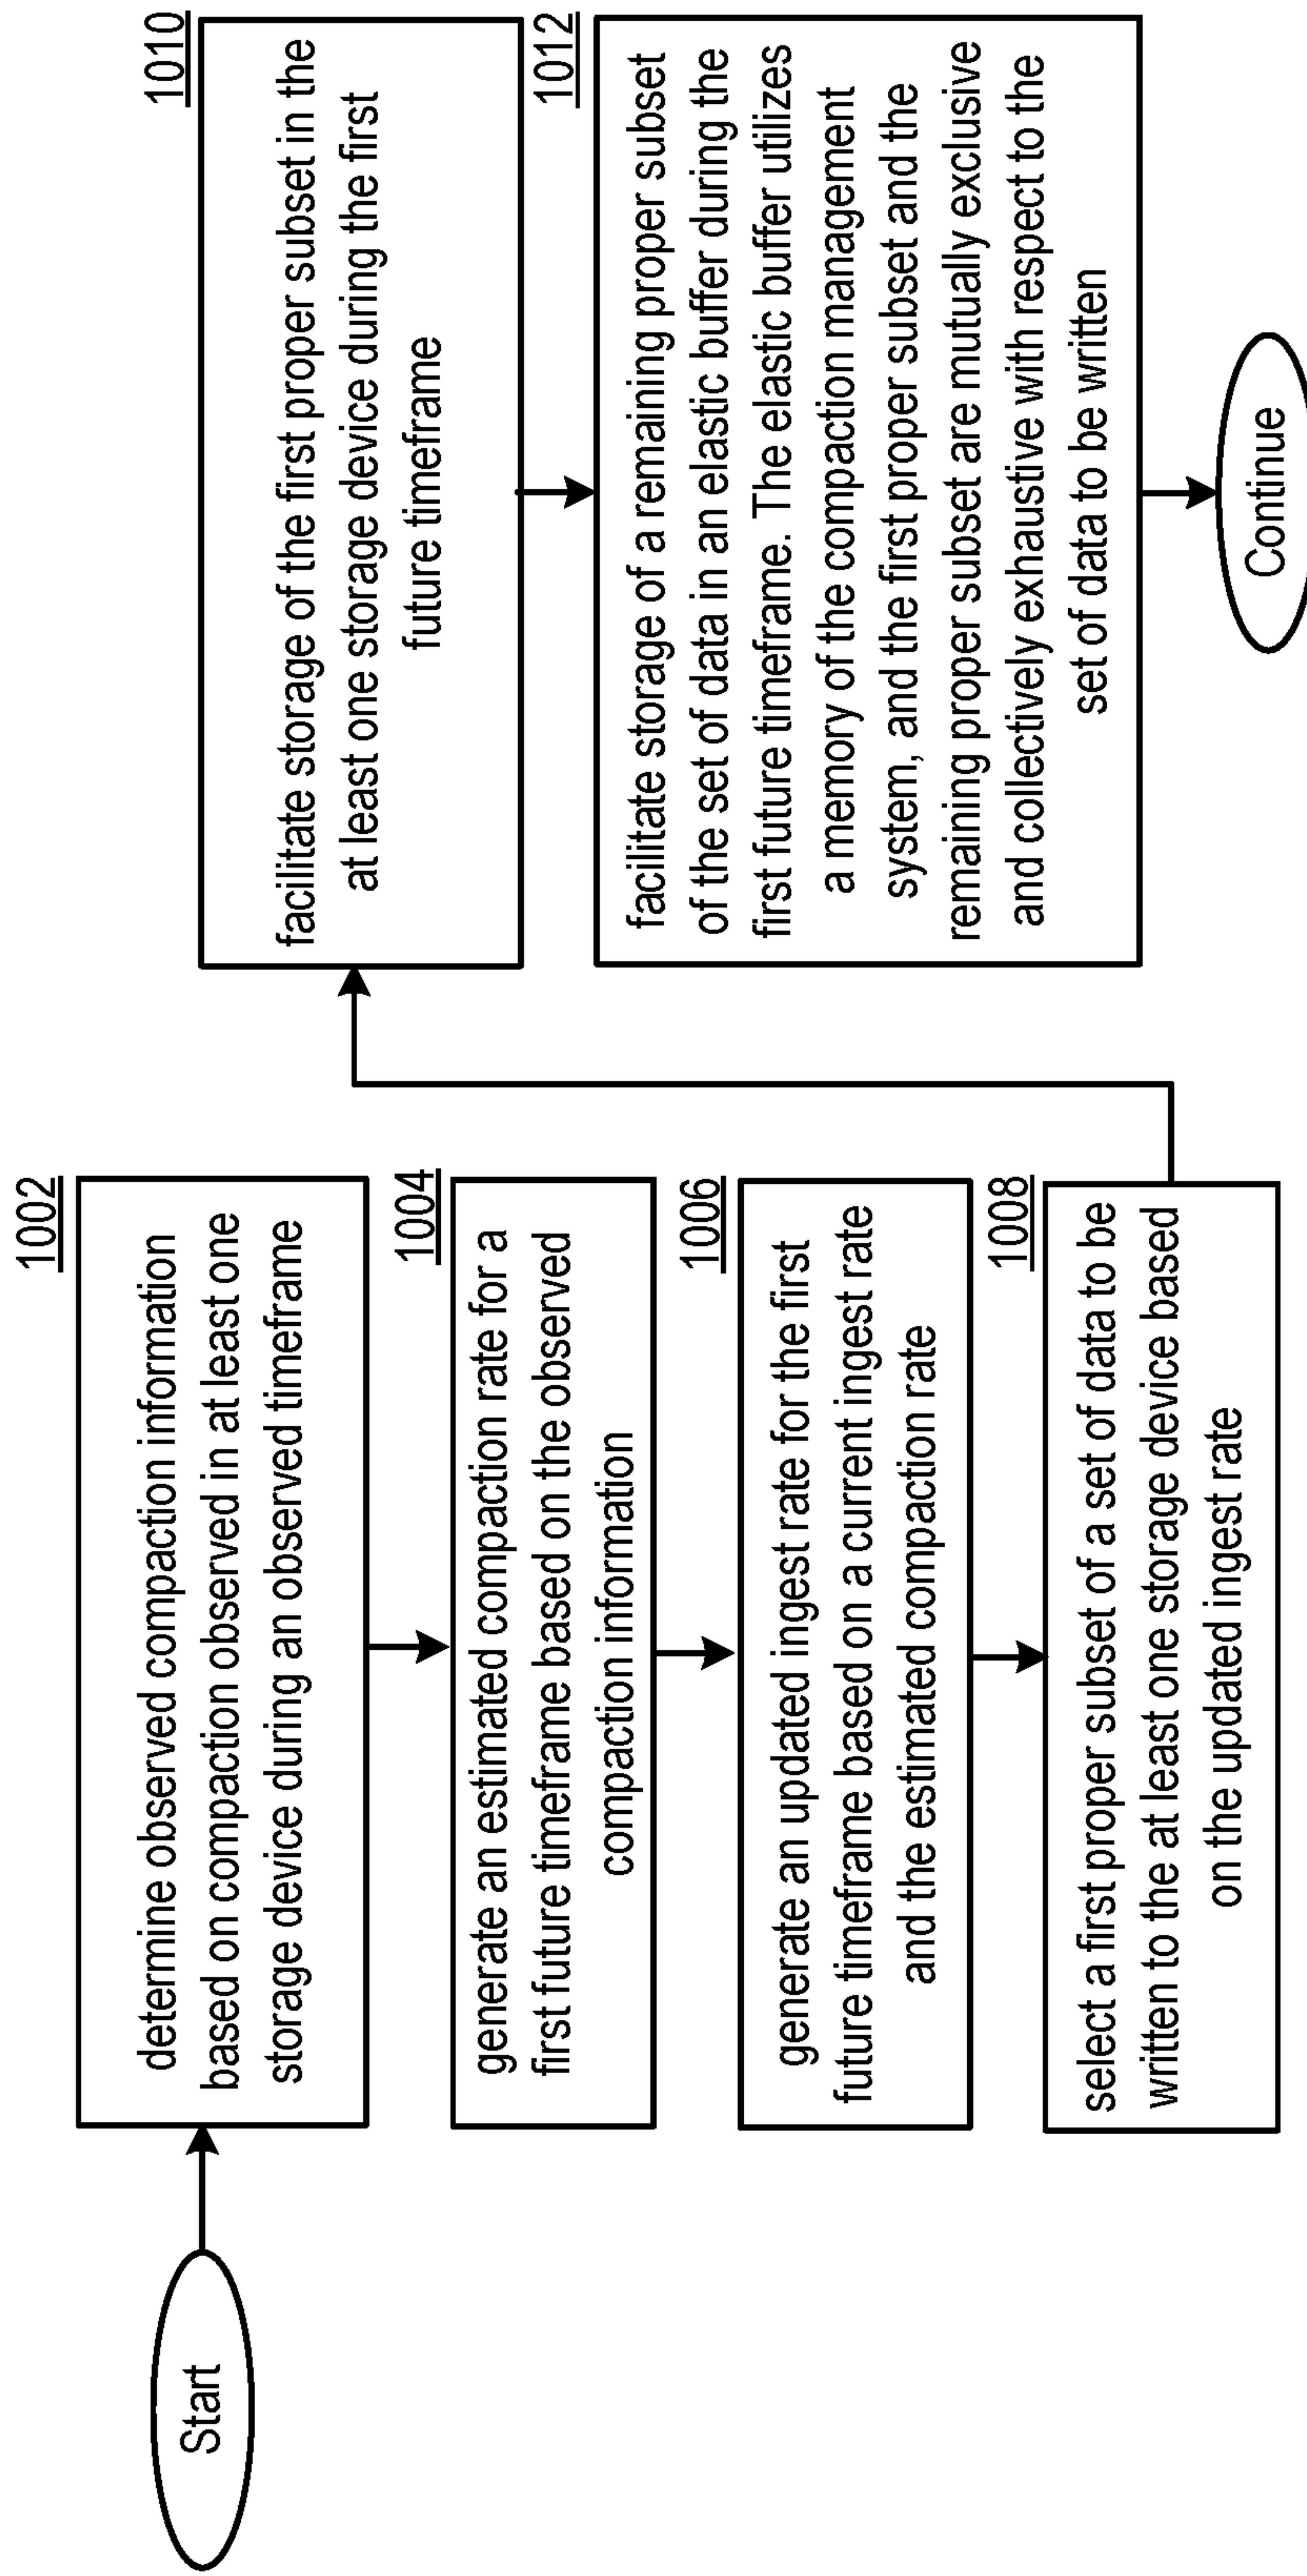 Start
1002
determine observed compaction information
based on compaction observed in at least one
storage device during an observed timeframe
1004
generate an estimated compaction rate for a
first future timeframe based on the observed
compaction information
1006
generate an updated ingest rate for the first
future timeframe based on a current ingest rate
and the estimated compaction rate
1008
select a first proper subset of a set of data to be
written to the at least one storage device based
on the updated ingest rate
1010
facilitate storage of the first proper subset in the
at least one storage device during the first
future timeframe
1012
facilitate storage of a remaining proper subset
of the set of data in an elastic buffer during the
first future timeframe. The elastic buffer utilizes
a memory of the compaction management
system, and the first proper subset and the
remaining proper subset are mutually exclusive
and collectively exhaustive with respect to the
set of data to be written
Continue